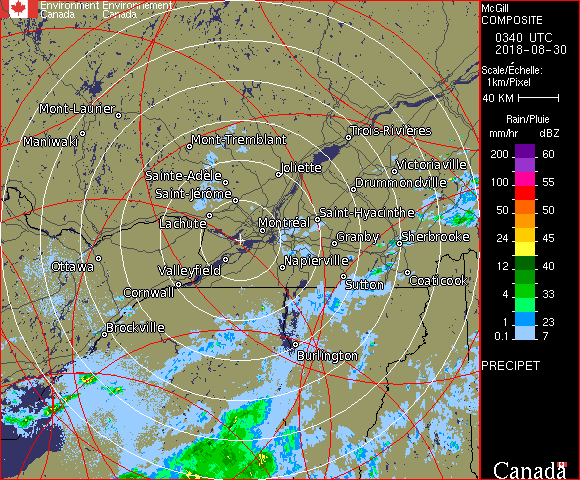 Environment Environnement
Canada Canada
McGill
COMPOSITE
0340 UTC
2018-08-30
Scale/Échelle:
1km/Pixel
40 KM
Rain/Pluie
mm/hr dBZ
200 60
100 55
50 50
24 45
12 40
4 33
1 23
0.1 7
PRECIPET
Canada
Mont-Laurier
Maniwaki
Mont-Tremblant
Trois-Rivières
Sainte-Adèle
Joliette
Victoriaville
Saint-Jérôme
Drummondville
Lachute
Montréal
Saint-Hyacinthe
Granby
Sherbrooke
Ottawa
Valleyfield
Napierville
Cornwall
Sutton
Coaticook
Brockville
Burlington